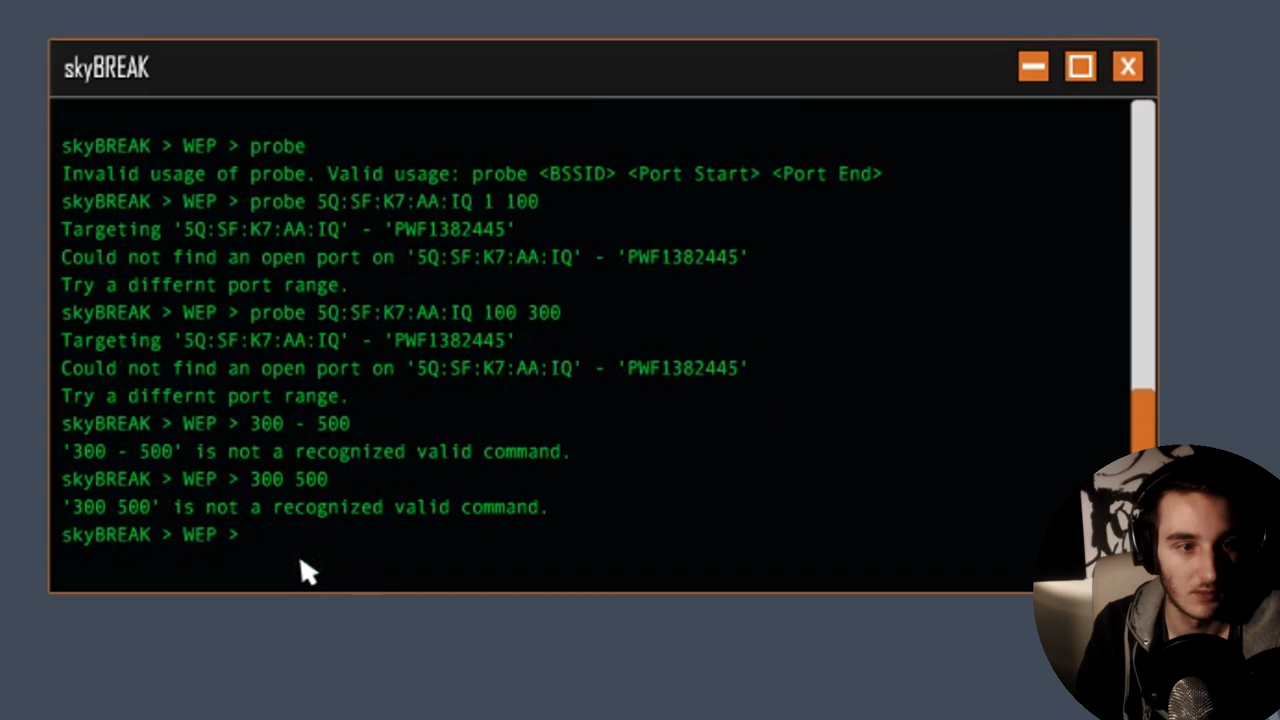 skyBREAK
skyBREAK > WEP > probe
Invalid usage of probe. Valid usage: probe <BSSID> <Port Start> <Port End>
skyBREAK > WEP > probe 5Q:SF:K7:AA:IQ 1 100
Targeting '5Q:SF:K7:AA:IQ' - 'PWF1382445'
Could not find an open port on '5Q:SF:K7:AA:IQ' - 'PWF1382445'
Try a differnt port range.
skyBREAK > WEP > probe 5Q:SF:K7:AA:IQ 100 300
Targeting '5Q:SF:K7:AA:IQ' - 'PWF1382445'
Could not find an open port on '5Q:SF:K7:AA:IQ' - 'PWF1382445'
Try a differnt port range.
skyBREAK > WEP > 300 - 500
'300 - 500' is not a recognized valid command.
skyBREAK > WEP > 300 500
'300 500' is not a recognized valid command.
skyBREAK > WEP >